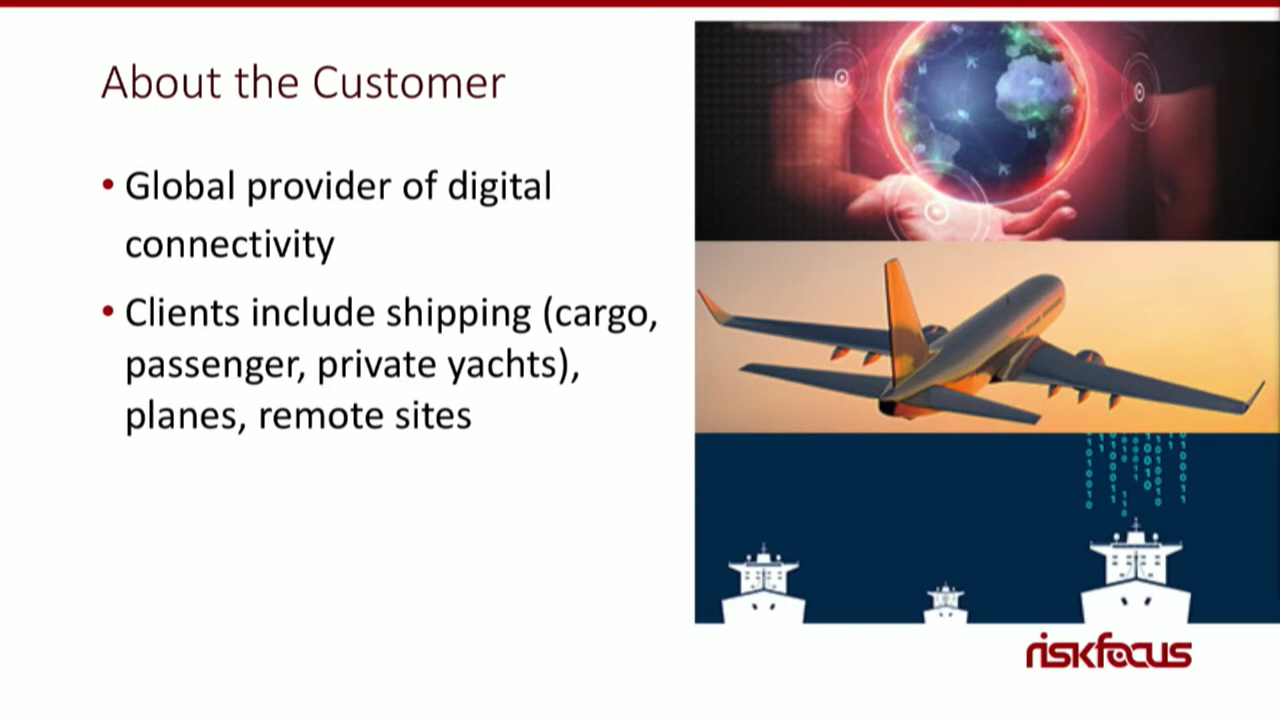 About the Customer
• Global provider of digital
connectivity
• Clients include shipping (cargo,
passenger, private yachts),
planes, remote sites
riskfocus